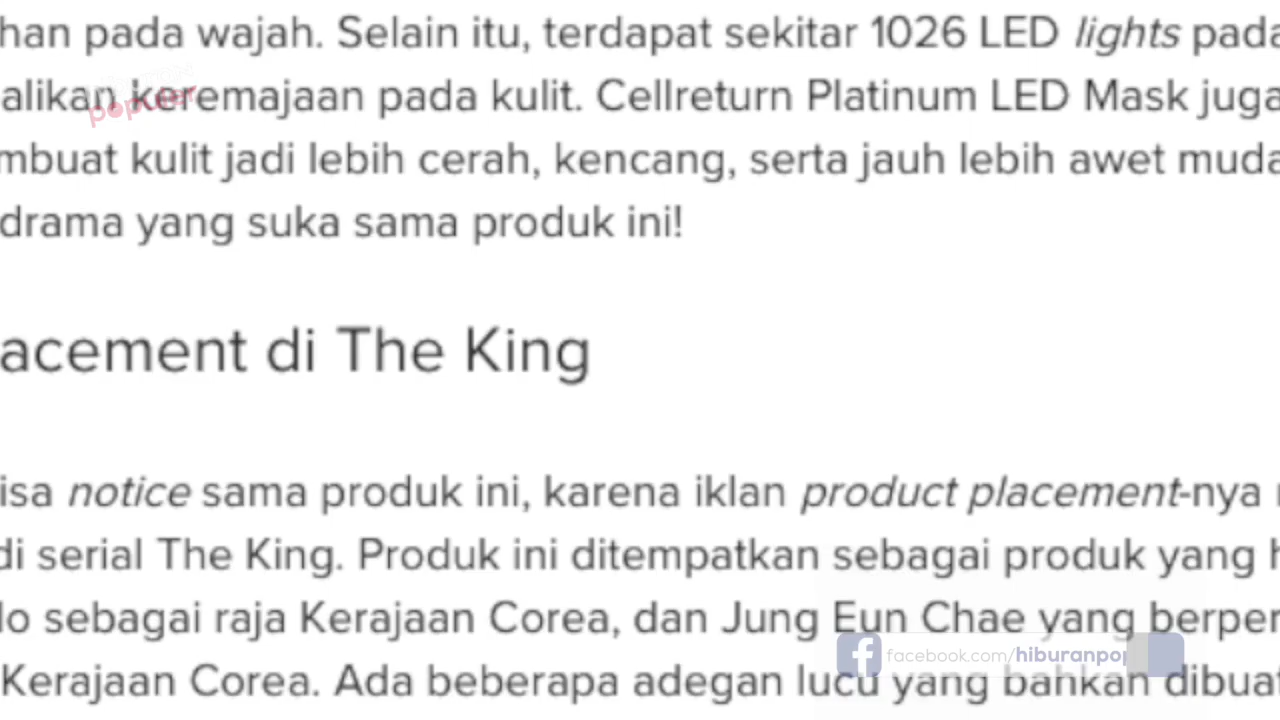 han pada wajah. Selain itu, terdapat sekitar 1026 LED lights pada
alikan keremajaan pada kulit. Cellreturn Platinum LED Mask juga
populer
mbuat kulit jadi lebih cerah, kencang, serta jauh lebih awet muda
drama yang suka sama produk ini!
acement di The King
isa notice sama produk ini, karena iklan product placement-nya
di serial The King. Produk ini ditempatkan sebagai produk yang
lo sebagai raja Kerajaan Corea, dan Jung Eun Chae yang berper
facebook.com/hiburanpop
Kerajaan Corea. Ada beberapa adegan lucu yang bahkan dibuat